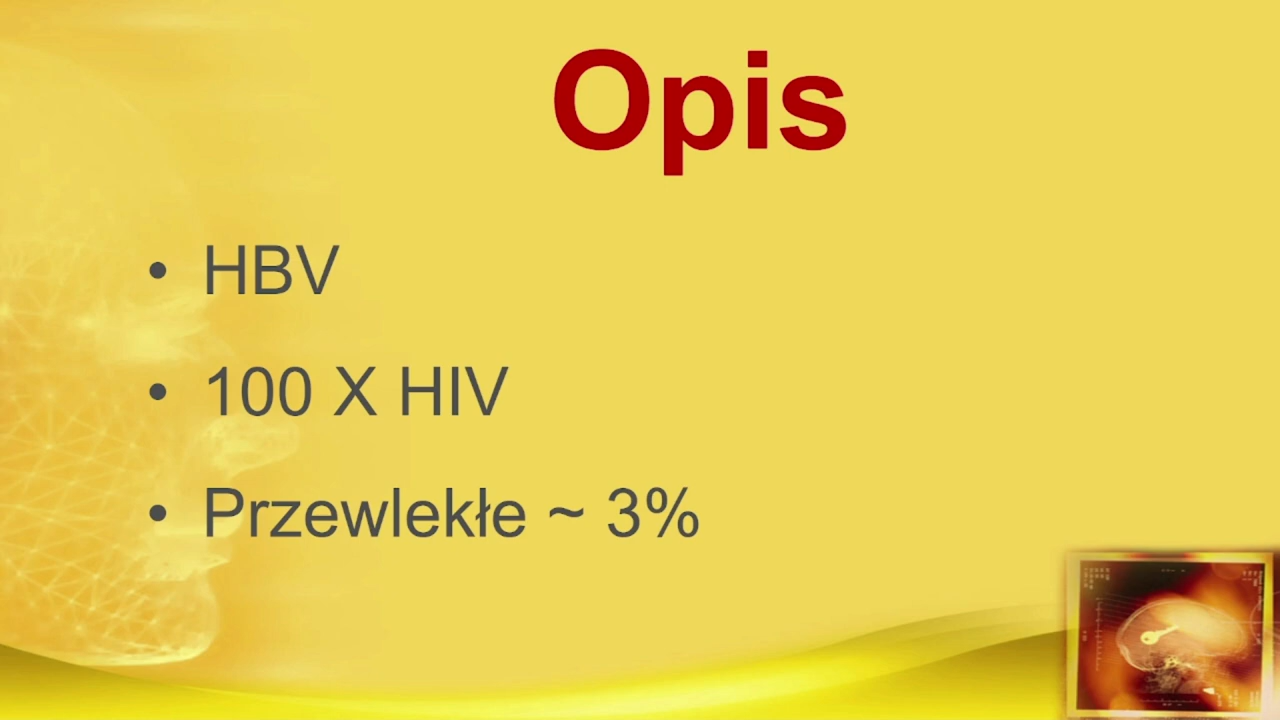 Opis
• HBV
• 100 X HIV
• Przewlekłe ~ 3%